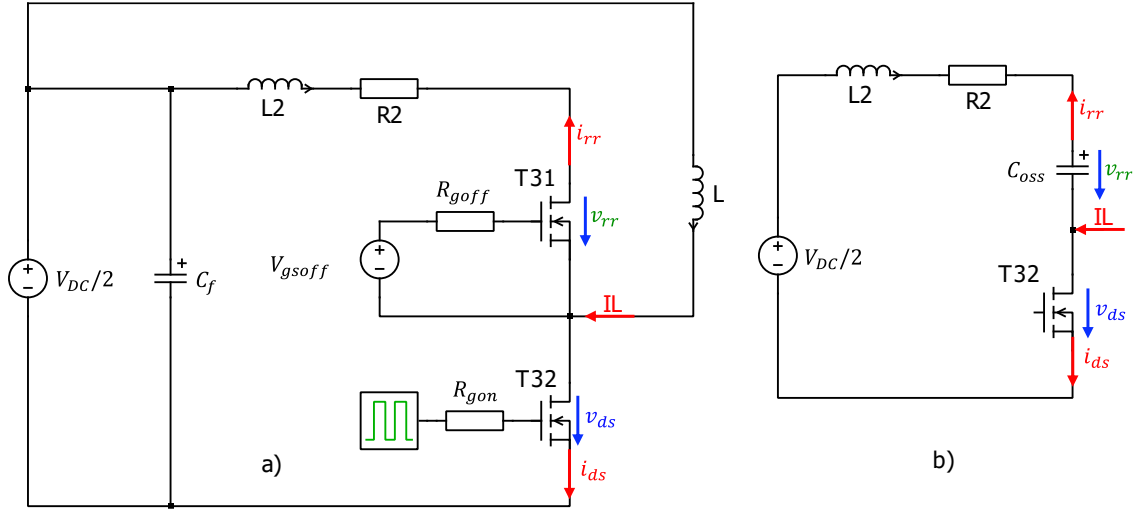 L2
R2
i_rr
T31
R_goff
v_rr
L
V_gsoff
V_DC/2
C_f
IL
T32
R_gon
v_ds
i_ds
a)
L2
R2
i_rr
C_oss
v_rr
IL
V_DC/2
T32
v_ds
i_ds
b)